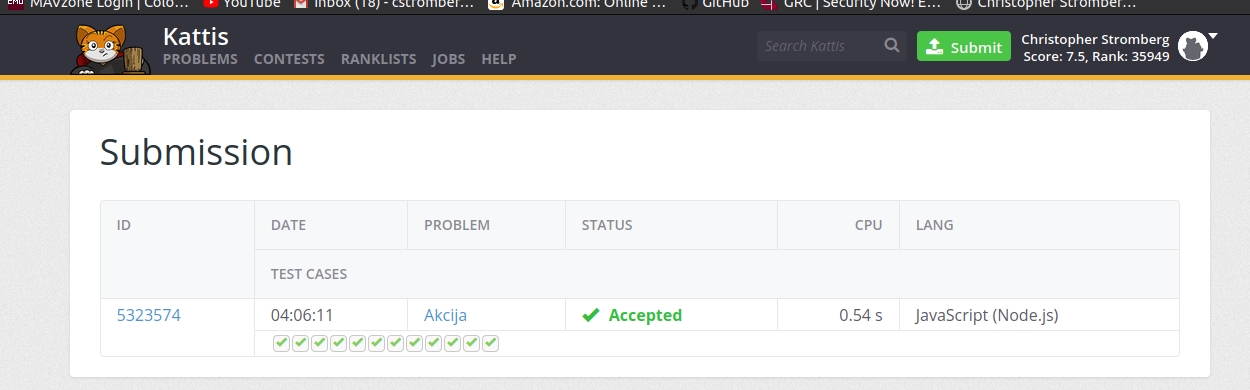 MAVzone Login | Colo… YouTube Inbox (18) - cstromber… Amazon.com: Online … GitHub GRC | Security Now! E… Christopher Stromber…
Kattis
PROBLEMS CONTESTS RANKLISTS JOBS HELP
Search Kattis
Submit
Christopher Stromberg
Score: 7.5, Rank: 35949
Submission
ID DATE PROBLEM STATUS CPU LANG
TEST CASES
5323574 04:06:11 Akcija Accepted 0.54 s JavaScript (Node.js)